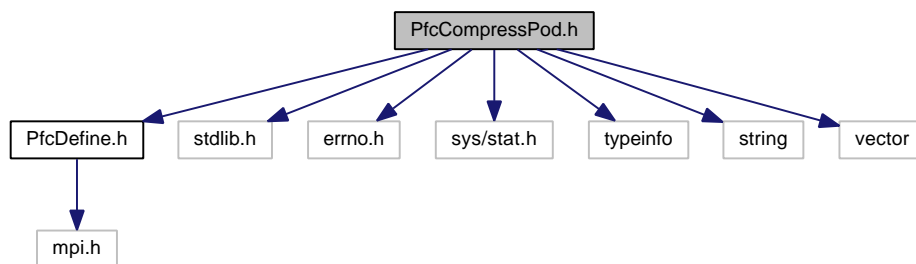 PfcCompressPod.h
PfcDefine.h
stdlib.h
errno.h
sys/stat.h
typeinfo
string
vector
mpi.h